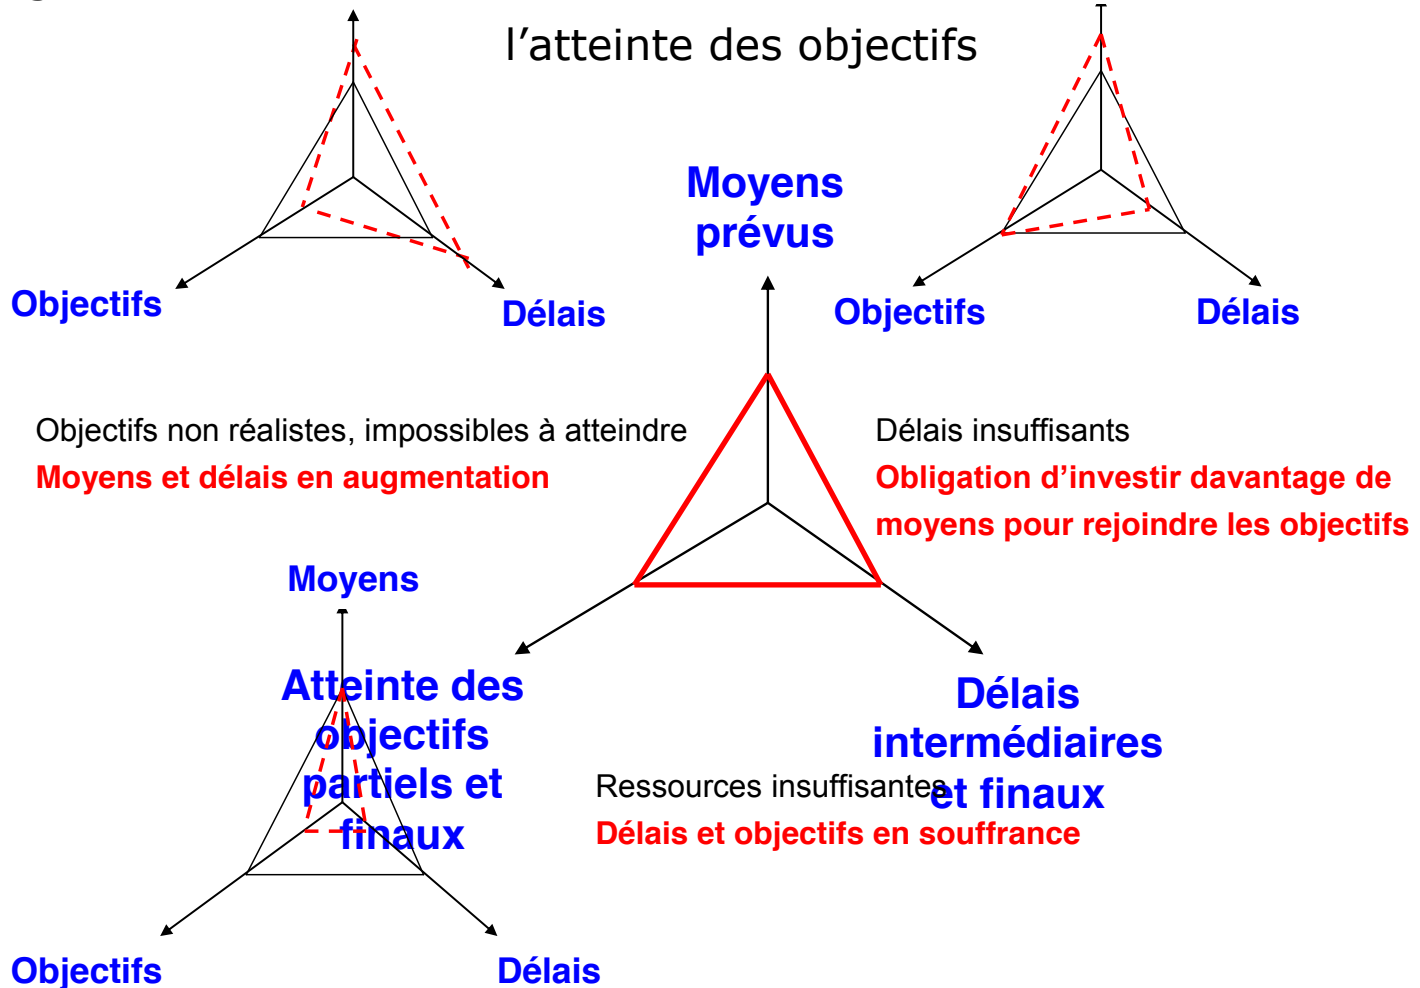 l’atteinte des objectifs
Moyens
prévus
Objectifs
Délais
Objectifs
Délais
Objectifs non réalistes, impossibles à atteindre
Moyens et délais en augmentation
Délais insuffisants
Obligation d’investir davantage de
moyens pour rejoindre les objectifs
Moyens
Atteinte des
objectifs
partiels et
finaux
Délais
intermédiaires
et finaux
Ressources insuffisantes
Délais et objectifs en souffrance
Objectifs
Délais